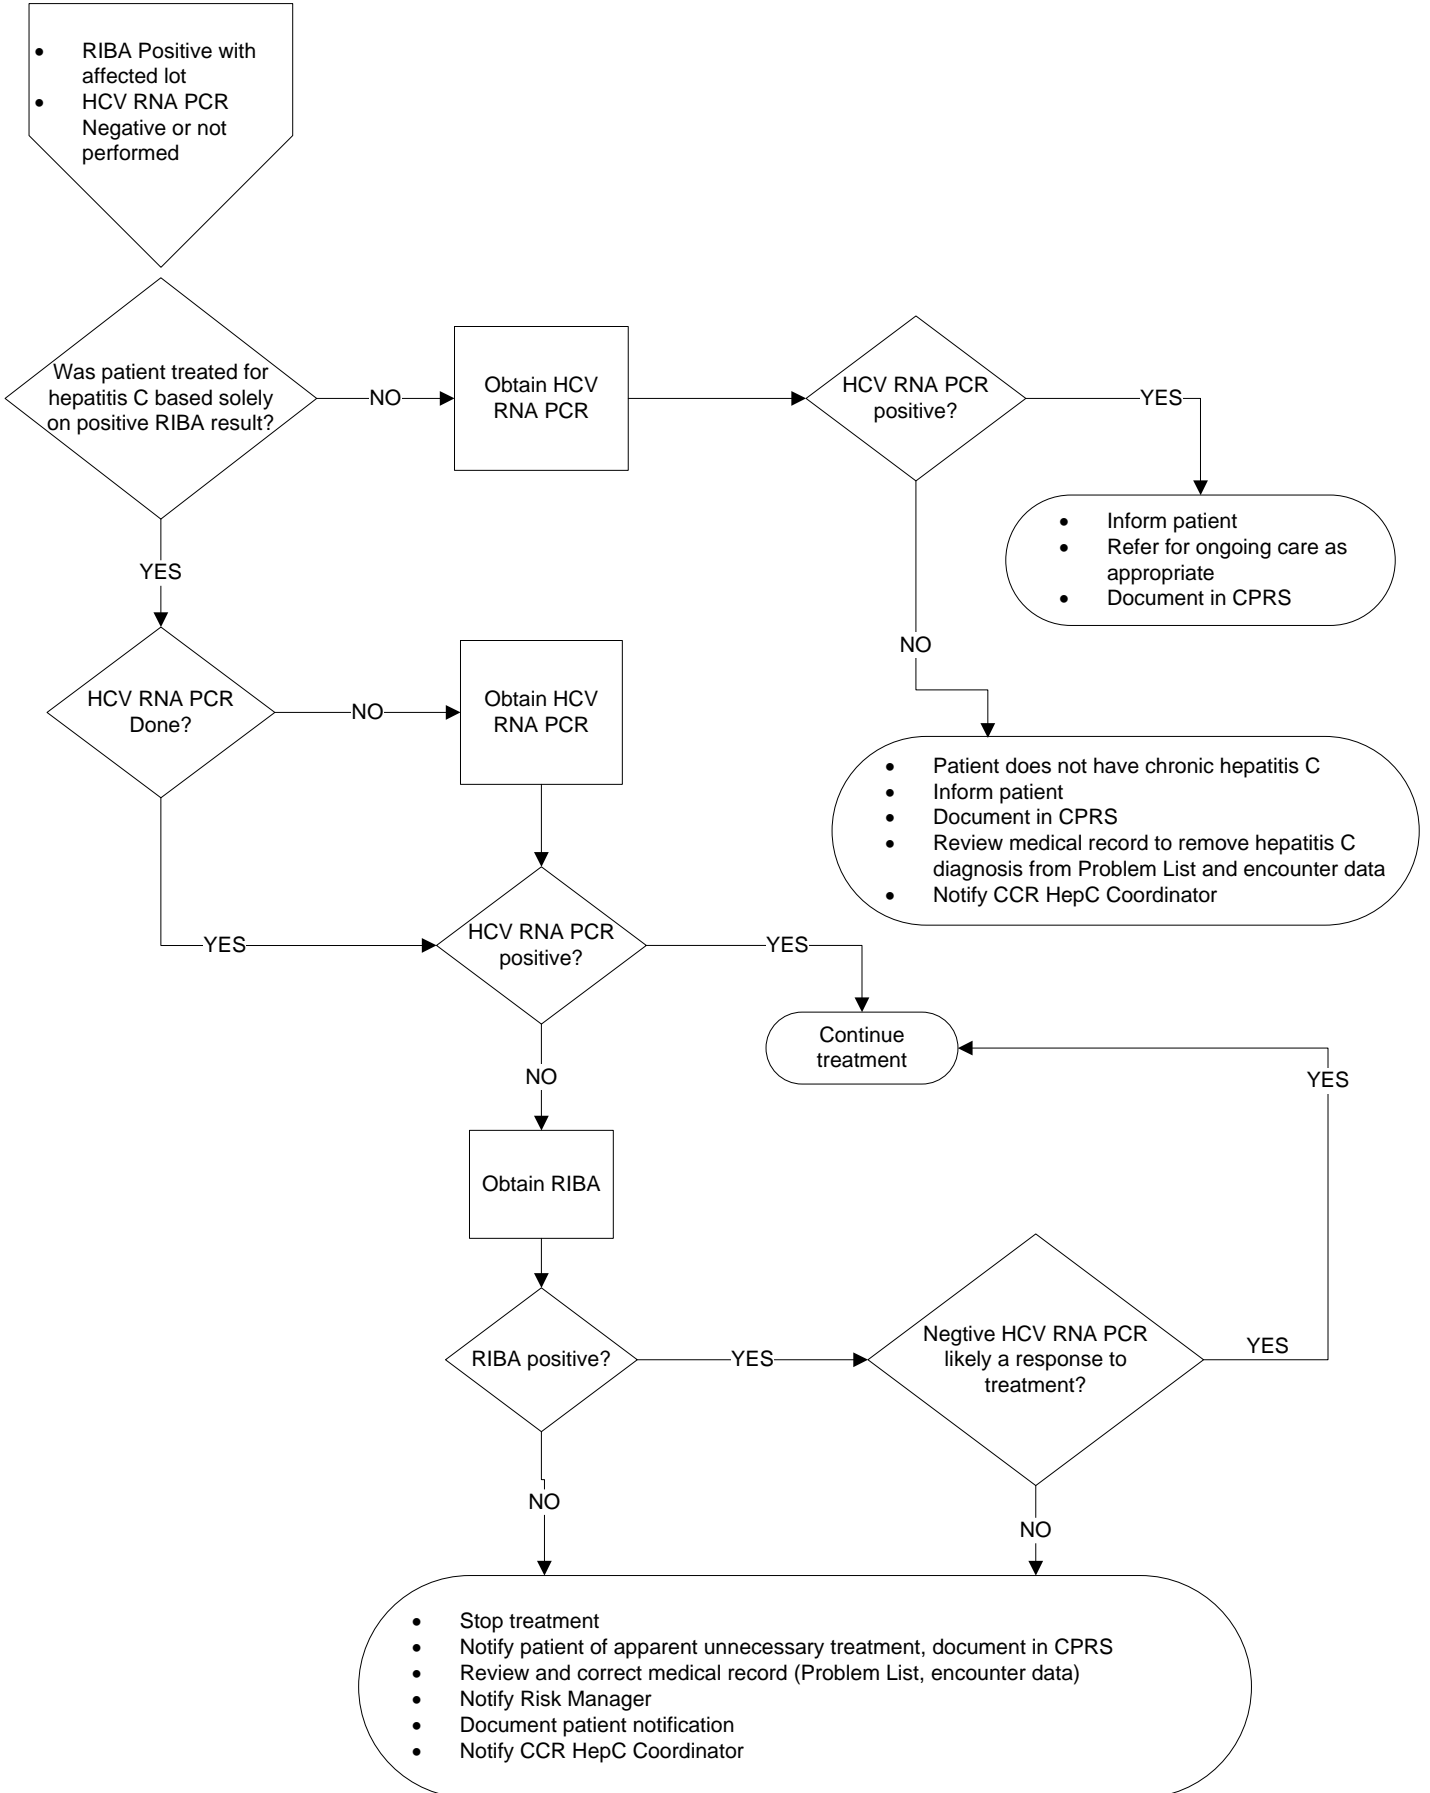 • RIBA Positive with
affected lot
• HCV RNA PCR
Negative or not
performed
Was patient treated for
hepatitis C based solely
on positive RIBA result?
NO
Obtain HCV
RNA PCR
HCV RNA PCR
positive?
YES
• Inform patient
• Refer for ongoing care as
appropriate
• Document in CPRS
NO
• Patient does not have chronic hepatitis C
• Inform patient
• Document in CPRS
• Review medical record to remove hepatitis C
diagnosis from Problem List and encounter data
• Notify CCR HepC Coordinator
YES
HCV RNA PCR
Done?
NO
Obtain HCV
RNA PCR
YES
HCV RNA PCR
positive?
YES
Continue
treatment
NO
Obtain RIBA
RIBA positive?
YES
Negtive HCV RNA PCR
likely a response to
treatment?
YES
YES
NO
NO
• Stop treatment
• Notify patient of apparent unnecessary treatment, document in CPRS
• Review and correct medical record (Problem List, encounter data)
• Notify Risk Manager
• Document patient notification
• Notify CCR HepC Coordinator